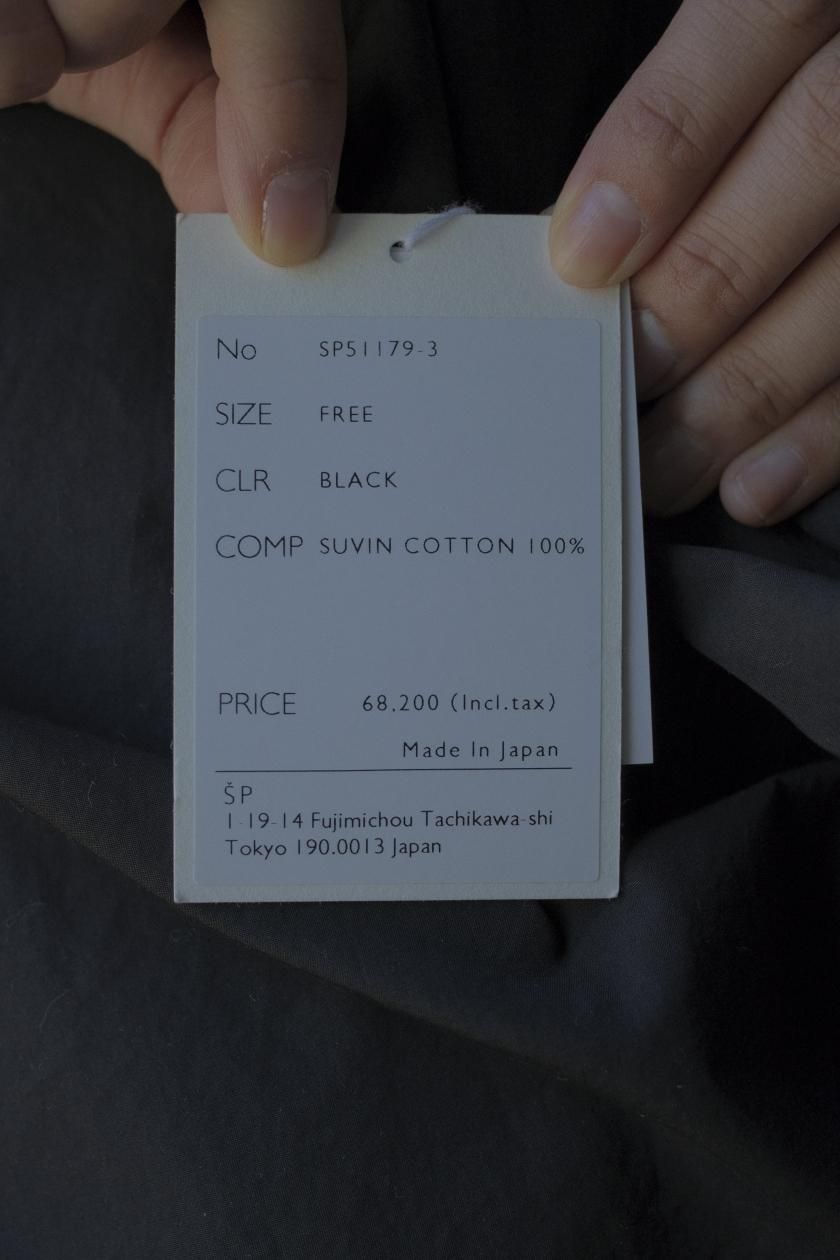 No SP51179-3
SIZE FREE
CLR BLACK
COMP SUVIN COTTON 100%
PRICE 68,200 (Incl.tax)
Made In Japan
ŠP
1-19-14 Fujimichou Tachikawa-shi
Tokyo 190.0013 Japan